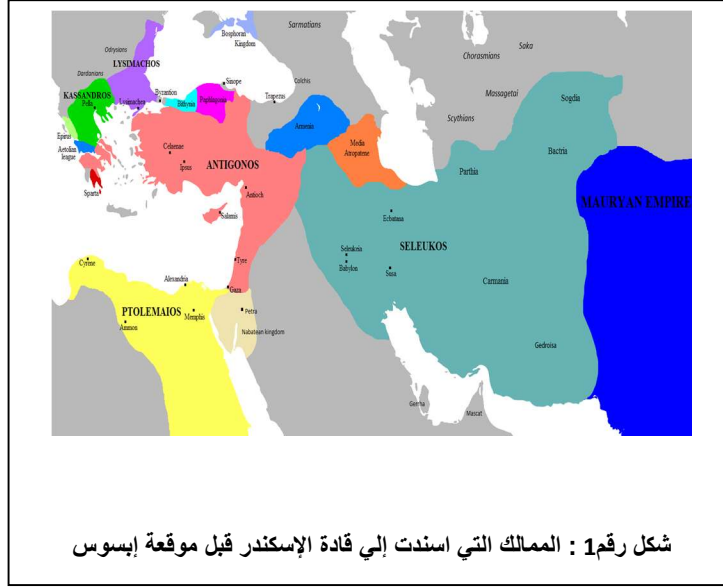 Sarmatians
Bosphoran
Kingdom
Odrysians
LYSIMACHOS
Dardanians
KASSANDROS
Pella
Lysimachea
Byzantion
Bithynia
Paphlagonia
Sinope
Trapezus
Colchis
Chorasmians
Saka
Massagetai
Scythians
Sogdia
Bactria
Parthia
Armenia
Media
Atropatene
Epirus
Aetolian
league
Sparta
Celaenae
Ipsus
ANTIGONOS
Antioch
Salamis
Tyre
Gaza
Ecbatana
Seleukeia
Babylon
Susa
SELEUKOS
Carmania
Gedroisa
MAURYAN EMPIRE
Cyrene
Alexandria
PTOLEMAIOS
Memphis
Ammon
Petra
Nabatean kingdom
Gerrha
Mascat
شكل رقم1 : الممالك التي اسندت إلي قادة الإسكندر قبل موقعة إبسوس